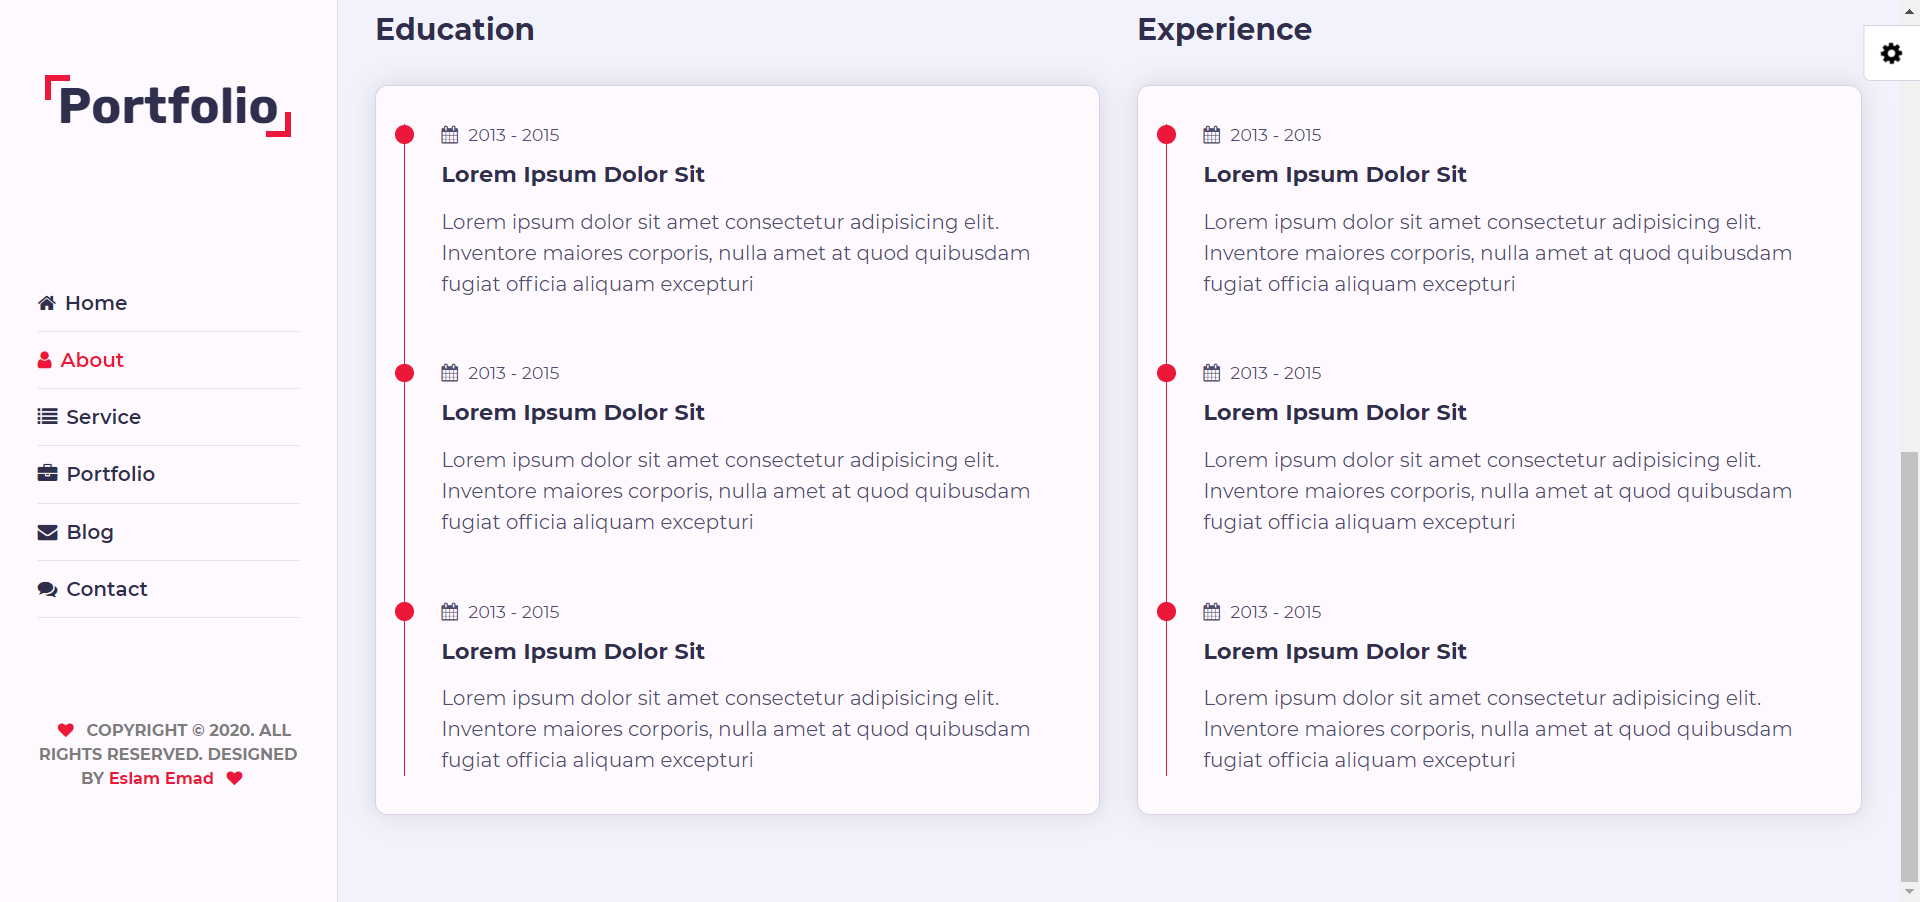 Portfolio
Home
About
Service
Portfolio
Blog
Contact
COPYRIGHT © 2020. ALL
RIGHTS RESERVED. DESIGNED
BY Eslam Emad
Education
2013 - 2015
Lorem Ipsum Dolor Sit
Lorem ipsum dolor sit amet consectetur adipisicing elit.
Inventore maiores corporis, nulla amet at quod quibusdam
fugiat officia aliquam excepturi
2013 - 2015
Lorem Ipsum Dolor Sit
Lorem ipsum dolor sit amet consectetur adipisicing elit.
Inventore maiores corporis, nulla amet at quod quibusdam
fugiat officia aliquam excepturi
2013 - 2015
Lorem Ipsum Dolor Sit
Lorem ipsum dolor sit amet consectetur adipisicing elit.
Inventore maiores corporis, nulla amet at quod quibusdam
fugiat officia aliquam excepturi
Experience
2013 - 2015
Lorem Ipsum Dolor Sit
Lorem ipsum dolor sit amet consectetur adipisicing elit.
Inventore maiores corporis, nulla amet at quod quibusdam
fugiat officia aliquam excepturi
2013 - 2015
Lorem Ipsum Dolor Sit
Lorem ipsum dolor sit amet consectetur adipisicing elit.
Inventore maiores corporis, nulla amet at quod quibusdam
fugiat officia aliquam excepturi
2013 - 2015
Lorem Ipsum Dolor Sit
Lorem ipsum dolor sit amet consectetur adipisicing elit.
Inventore maiores corporis, nulla amet at quod quibusdam
fugiat officia aliquam excepturi